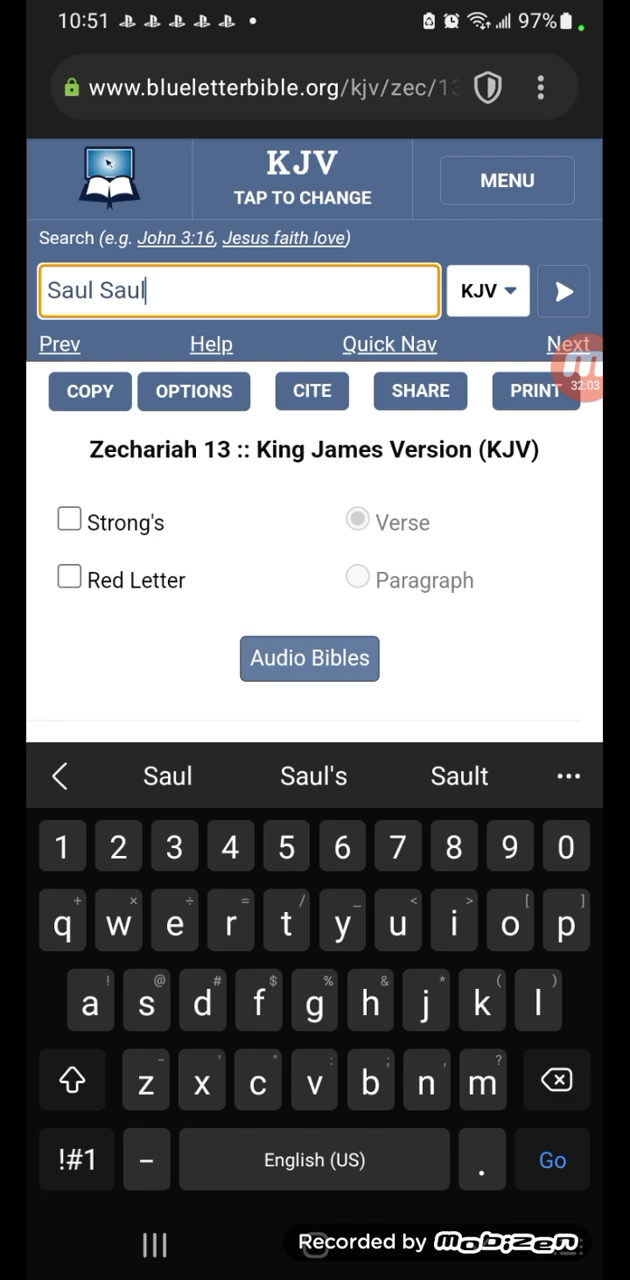 10:51 97%
www.blueletterbible.org/kjv/zec/13
KJV
TAP TO CHANGE
MENU
Search (e.g. John 3:16, Jesus faith love)
Saul Saul
KJV
Prev Help Quick Nav Next
32:03
COPY OPTIONS CITE SHARE PRINT
Zechariah 13 :: King James Version (KJV)
Strong's Verse
Red Letter Paragraph
Audio Bibles
Saul Saul's Sault
1 2 3 4 5 6 7 8 9 0
+ × ÷ = / _ < > [ ]
q w e r t y u i o p
! @ # $ % & * ( )
a s d f g h j k l
- ' " : ; , ?
z x c v b n m
!#1 - English (US) . Go
Recorded by mobizen